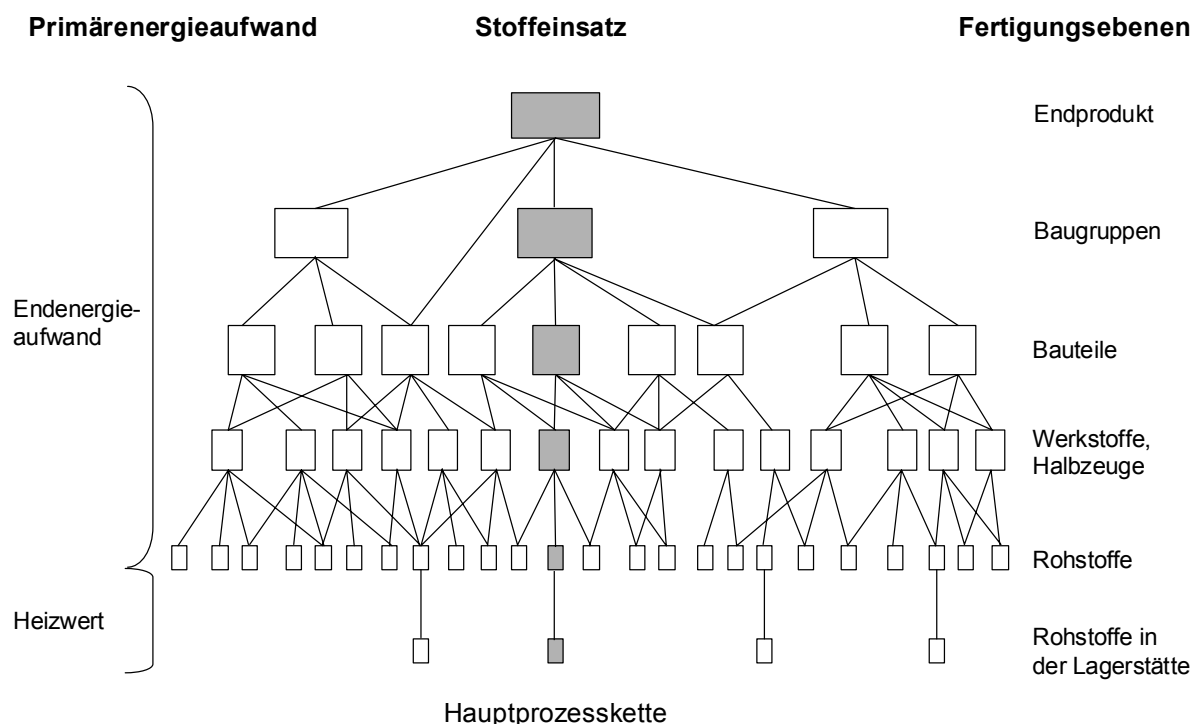 Primärenergieaufwand
Stoffeinsatz
Fertigungsebenen
Endprodukt
Baugruppen
Endenergie-
aufwand
Bauteile
Werkstoffe,
Halbzeuge
Rohstoffe
Heizwert
Rohstoffe in
der Lagerstätte
Hauptprozesskette